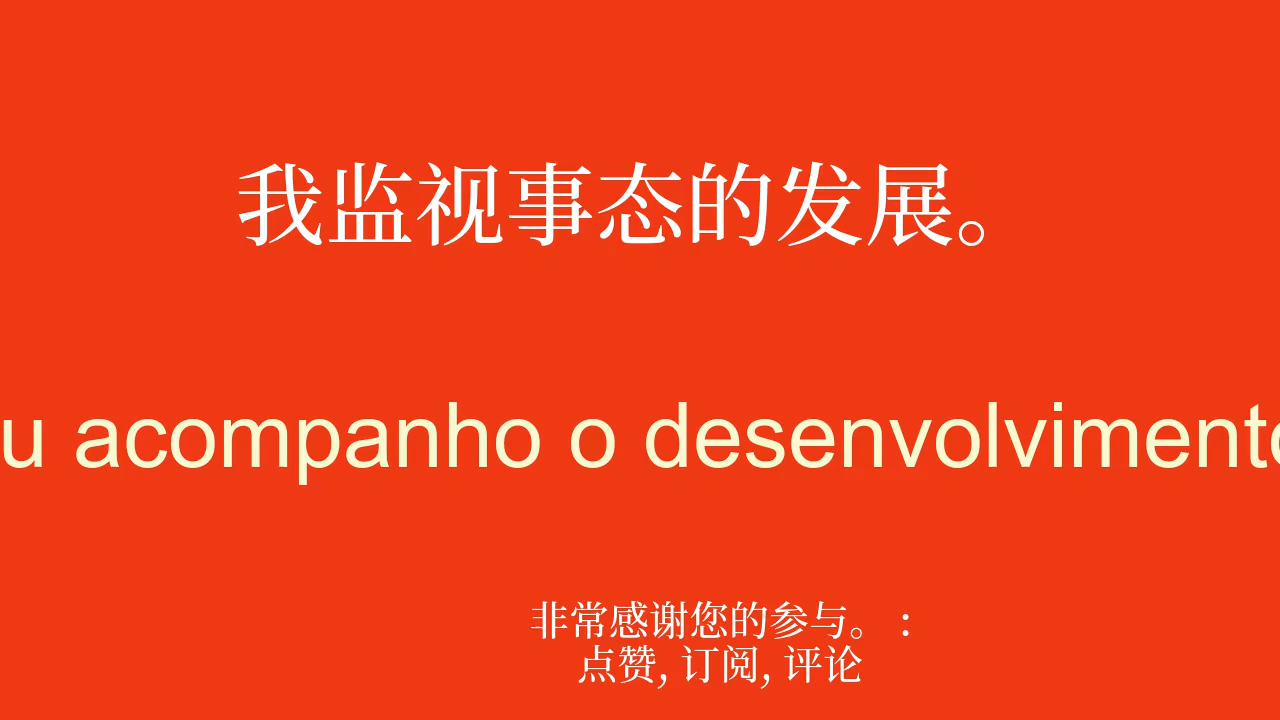 我监视事态的发展。
u acompanho o desenvolvimento
非常感谢您的参与。 :
点赞, 订阅, 评论